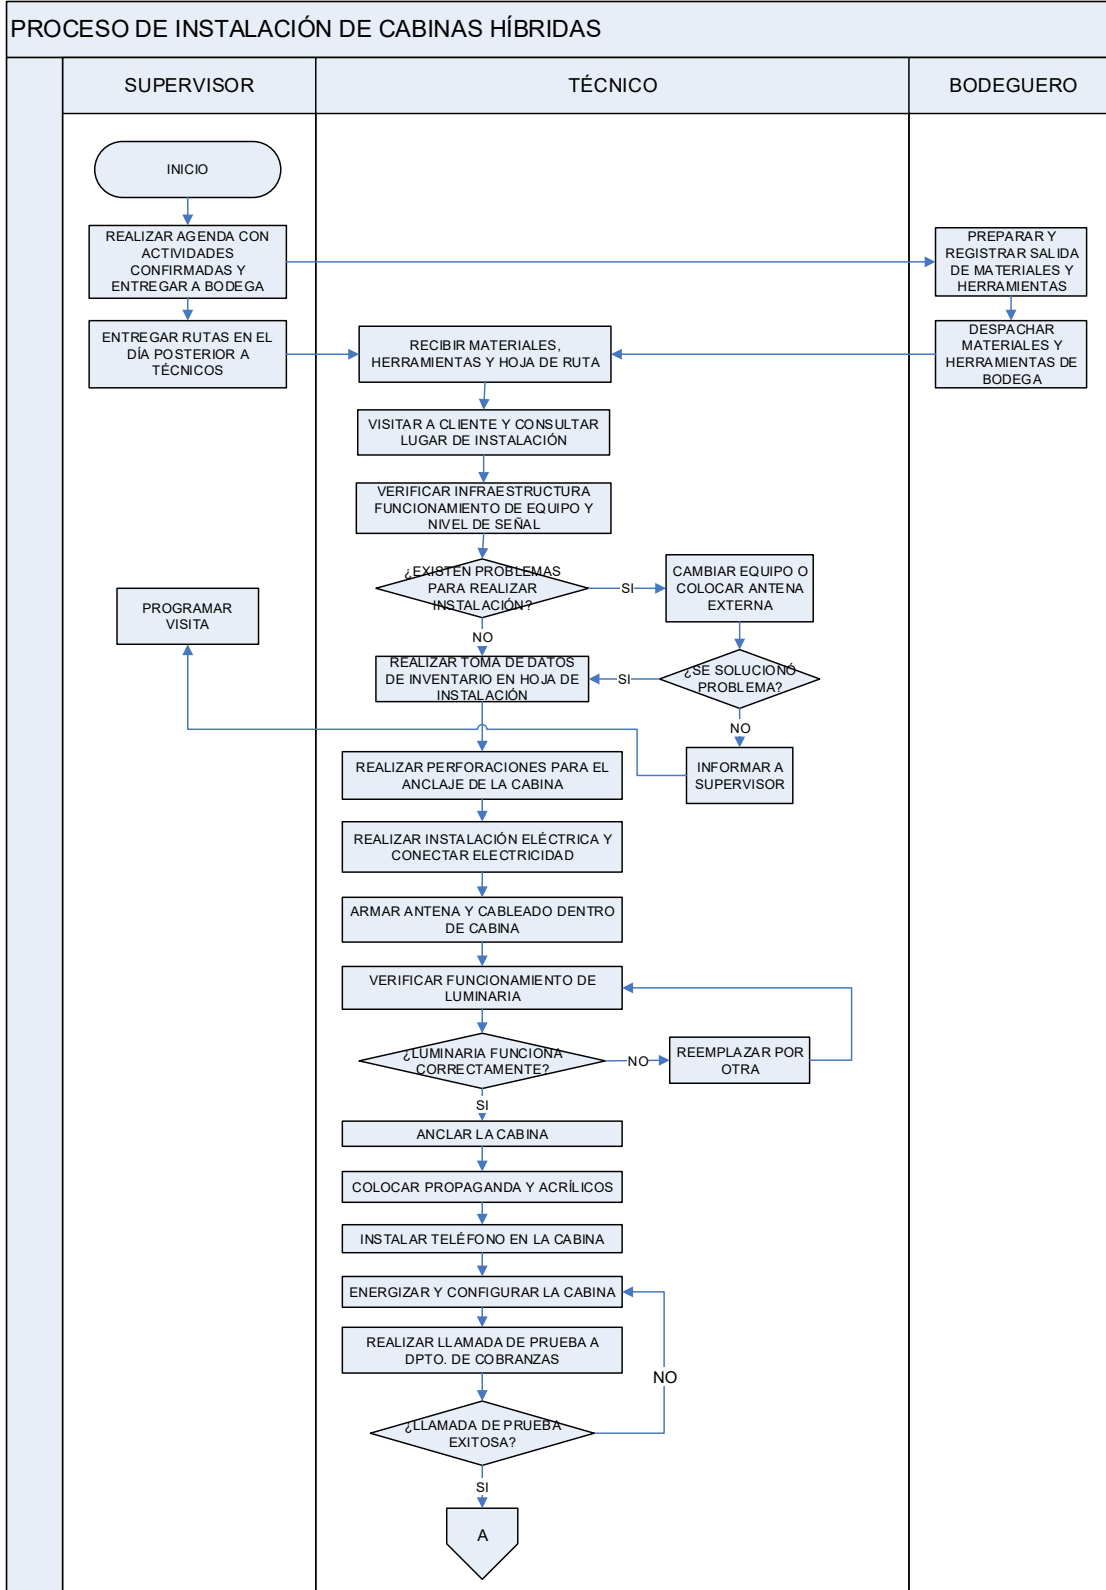 PROCESO DE INSTALACIÓN DE CABINAS HÍBRIDAS
SUPERVISOR
TÉCNICO
BODEGUERO
INICIO
REALIZAR AGENDA CON
ACTIVIDADES
CONFIRMADAS Y
ENTREGAR A BODEGA
PREPARAR Y
REGISTRAR SALIDA
DE MATERIALES Y
HERRAMIENTAS
ENTREGAR RUTAS EN EL
DÍA POSTERIOR A
TÉCNICOS
RECIBIR MATERIALES,
HERRAMIENTAS Y HOJA DE RUTA
DESPACHAR
MATERIALES Y
HERRAMIENTAS DE
BODEGA
VISITAR A CLIENTE Y CONSULTAR
LUGAR DE INSTALACIÓN
VERIFICAR INFRAESTRUCTURA
FUNCIONAMIENTO DE EQUIPO Y
NIVEL DE SEÑAL
¿EXISTEN PROBLEMAS
PARA REALIZAR
INSTALACIÓN?
SI
CAMBIAR EQUIPO O
COLOCAR ANTENA
EXTERNA
PROGRAMAR
VISITA
NO
REALIZAR TOMA DE DATOS
DE INVENTARIO EN HOJA DE
INSTALACIÓN
SI
¿SE SOLUCIONÓ
PROBLEMA?
NO
REALIZAR PERFORACIONES PARA EL
ANCLAJE DE LA CABINA
INFORMAR A
SUPERVISOR
REALIZAR INSTALACIÓN ELÉCTRICA Y
CONECTAR ELECTRICIDAD
ARMAR ANTENA Y CABLEADO DENTRO
DE CABINA
VERIFICAR FUNCIONAMIENTO DE
LUMINARIA
¿LUMINARIA FUNCIONA
CORRECTAMENTE?
NO
REEMPLAZAR POR
OTRA
SI
ANCLAR LA CABINA
COLOCAR PROPAGANDA Y ACRÍLICOS
INSTALAR TELÉFONO EN LA CABINA
ENERGIZAR Y CONFIGURAR LA CABINA
REALIZAR LLAMADA DE PRUEBA A
DPTO. DE COBRANZAS
NO
¿LLAMADA DE PRUEBA
EXITOSA?
SI
A